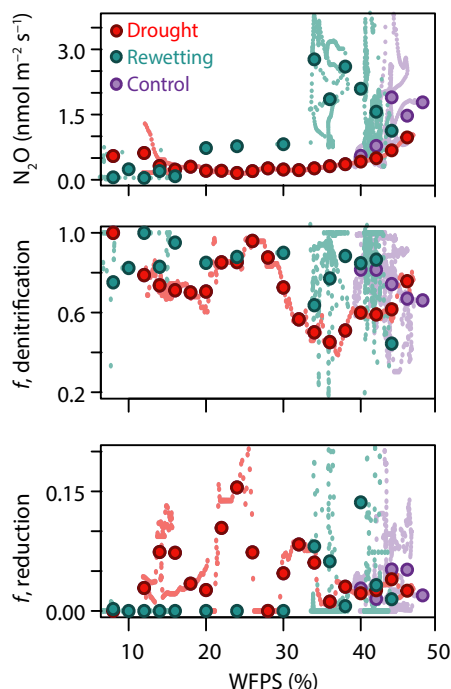 3.0
1.5
0.0
N₂O (nmol m⁻² s⁻¹)
Drought
Rewetting
Control
1.0
0.6
0.2
f, denitrification
0.15
0.00
f, reduction
10 20 30 40 50
WFPS (%)